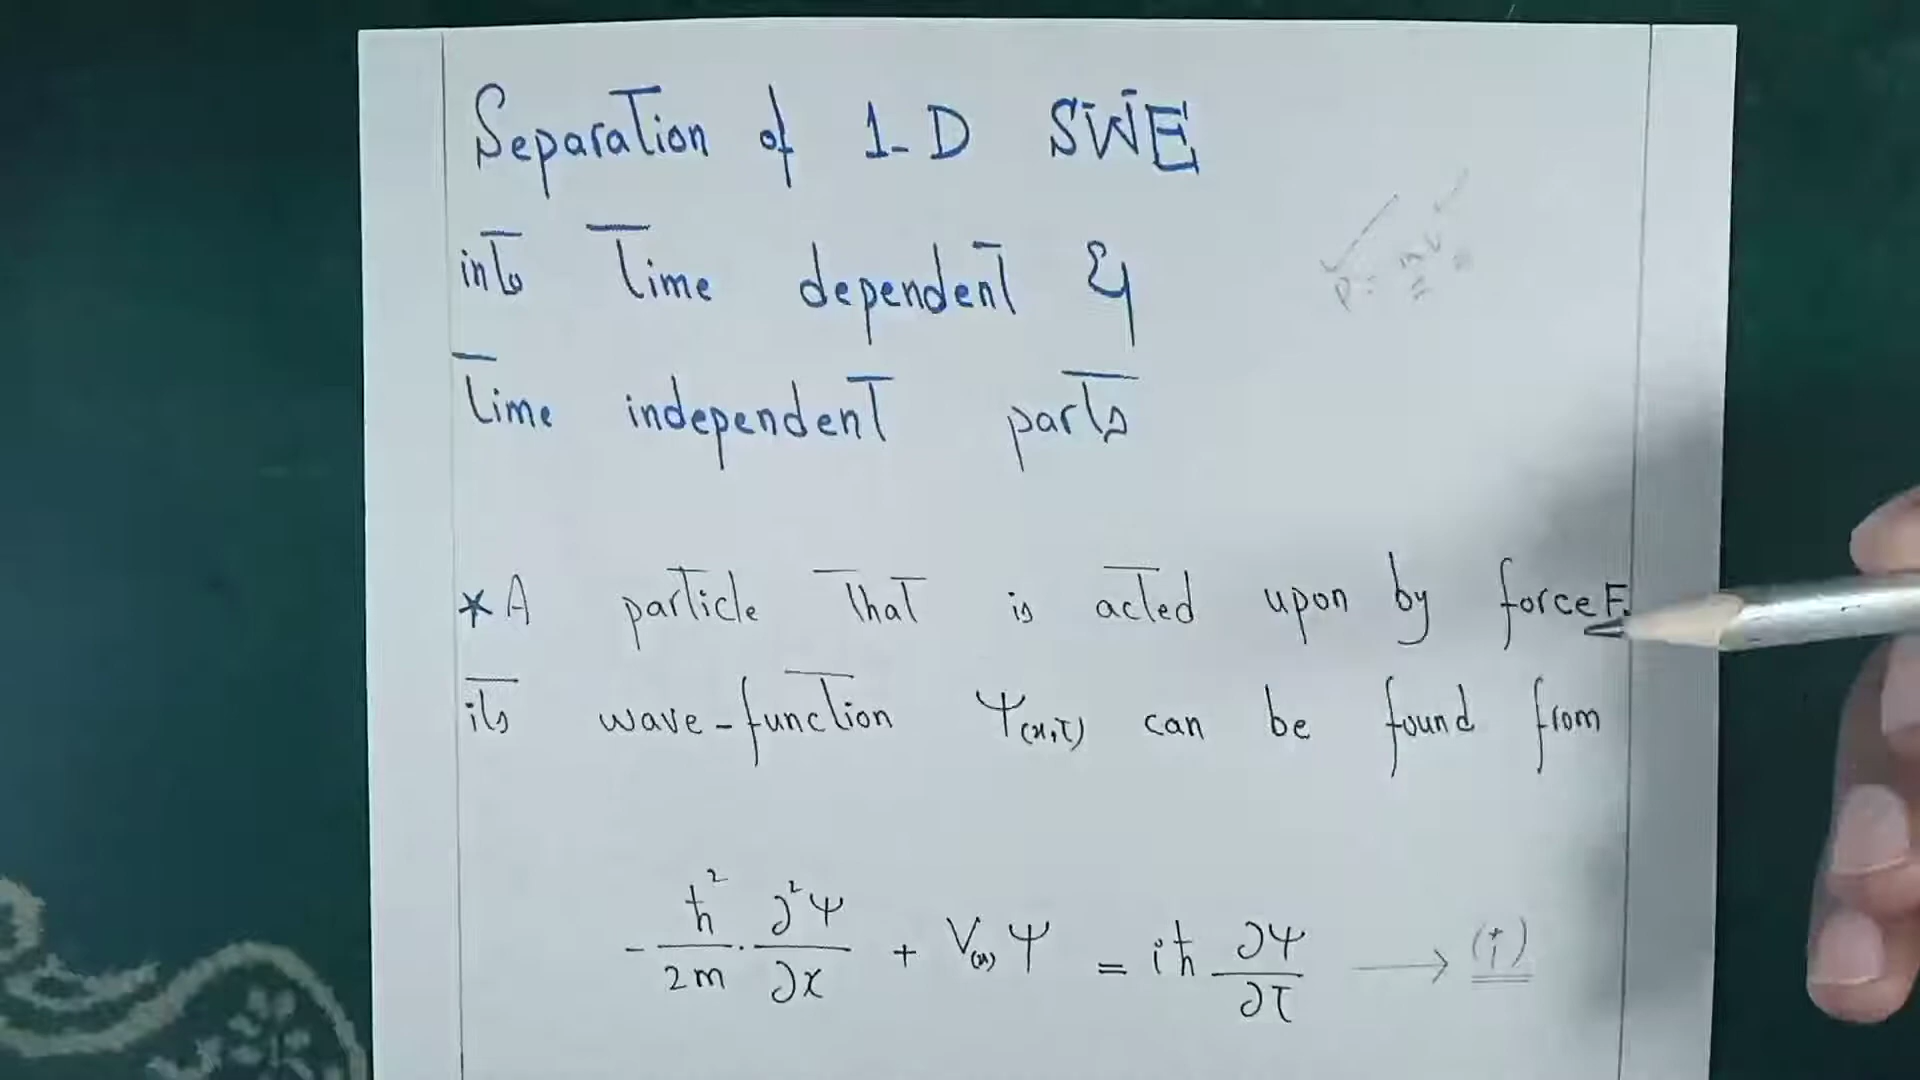 Separation of 1-D SWE
into Time dependent &
Time independent parts
P = mv
* A particle that is acted upon by force F.
its wave-function Ψ(x,t) can be found from
- ħ²/2m · ∂²Ψ/∂x + V(x) Ψ = iħ ∂Ψ/∂t → (i)